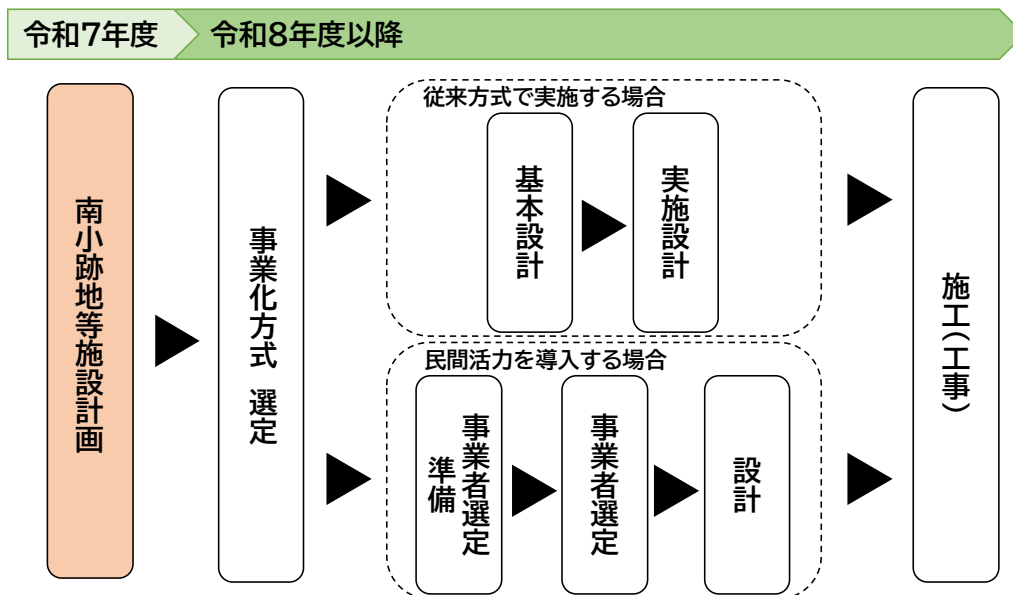 令和7年度
令和8年度以降
南小跡地等施設計画
事業化方式 選定
従来方式で実施する場合
基本設計
実施設計
民間活力を導入する場合
事業者選定
準備
事業者選定
設計
施工(工事)